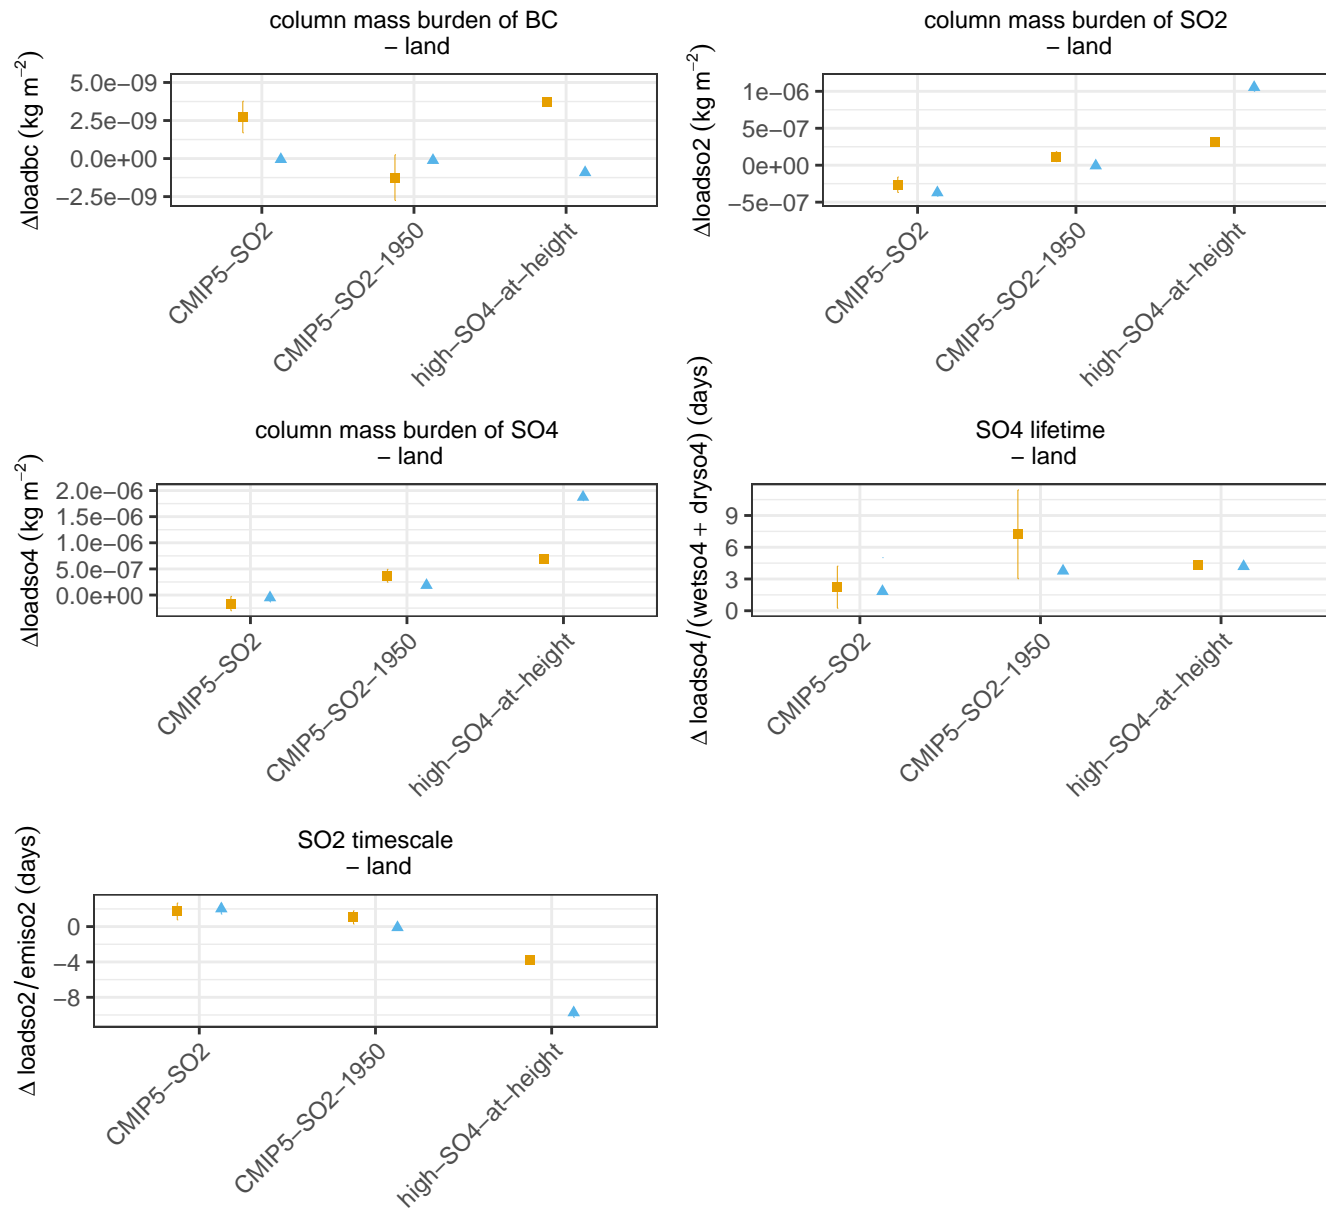 column mass burden of BC
− land
Δloadbc (kg m−2)
5.0e−09
2.5e−09
0.0e+00
−2.5e−09
CMIP5−SO2
CMIP5−SO2−1950
high−SO4−at−height
column mass burden of SO2
− land
Δloadso2 (kg m−2)
1e−06
5e−07
0e+00
−5e−07
CMIP5−SO2
CMIP5−SO2−1950
high−SO4−at−height
column mass burden of SO4
− land
Δloadso4 (kg m−2)
2.0e−06
1.5e−06
1.0e−06
5.0e−07
0.0e+00
CMIP5−SO2
CMIP5−SO2−1950
high−SO4−at−height
SO4 lifetime
− land
Δ loadso4/(wetso4 + dryso4) (days)
9
6
3
0
CMIP5−SO2
CMIP5−SO2−1950
high−SO4−at−height
SO2 timescale
− land
Δ loadso2/emiso2 (days)
0
−4
−8
CMIP5−SO2
CMIP5−SO2−1950
high−SO4−at−height